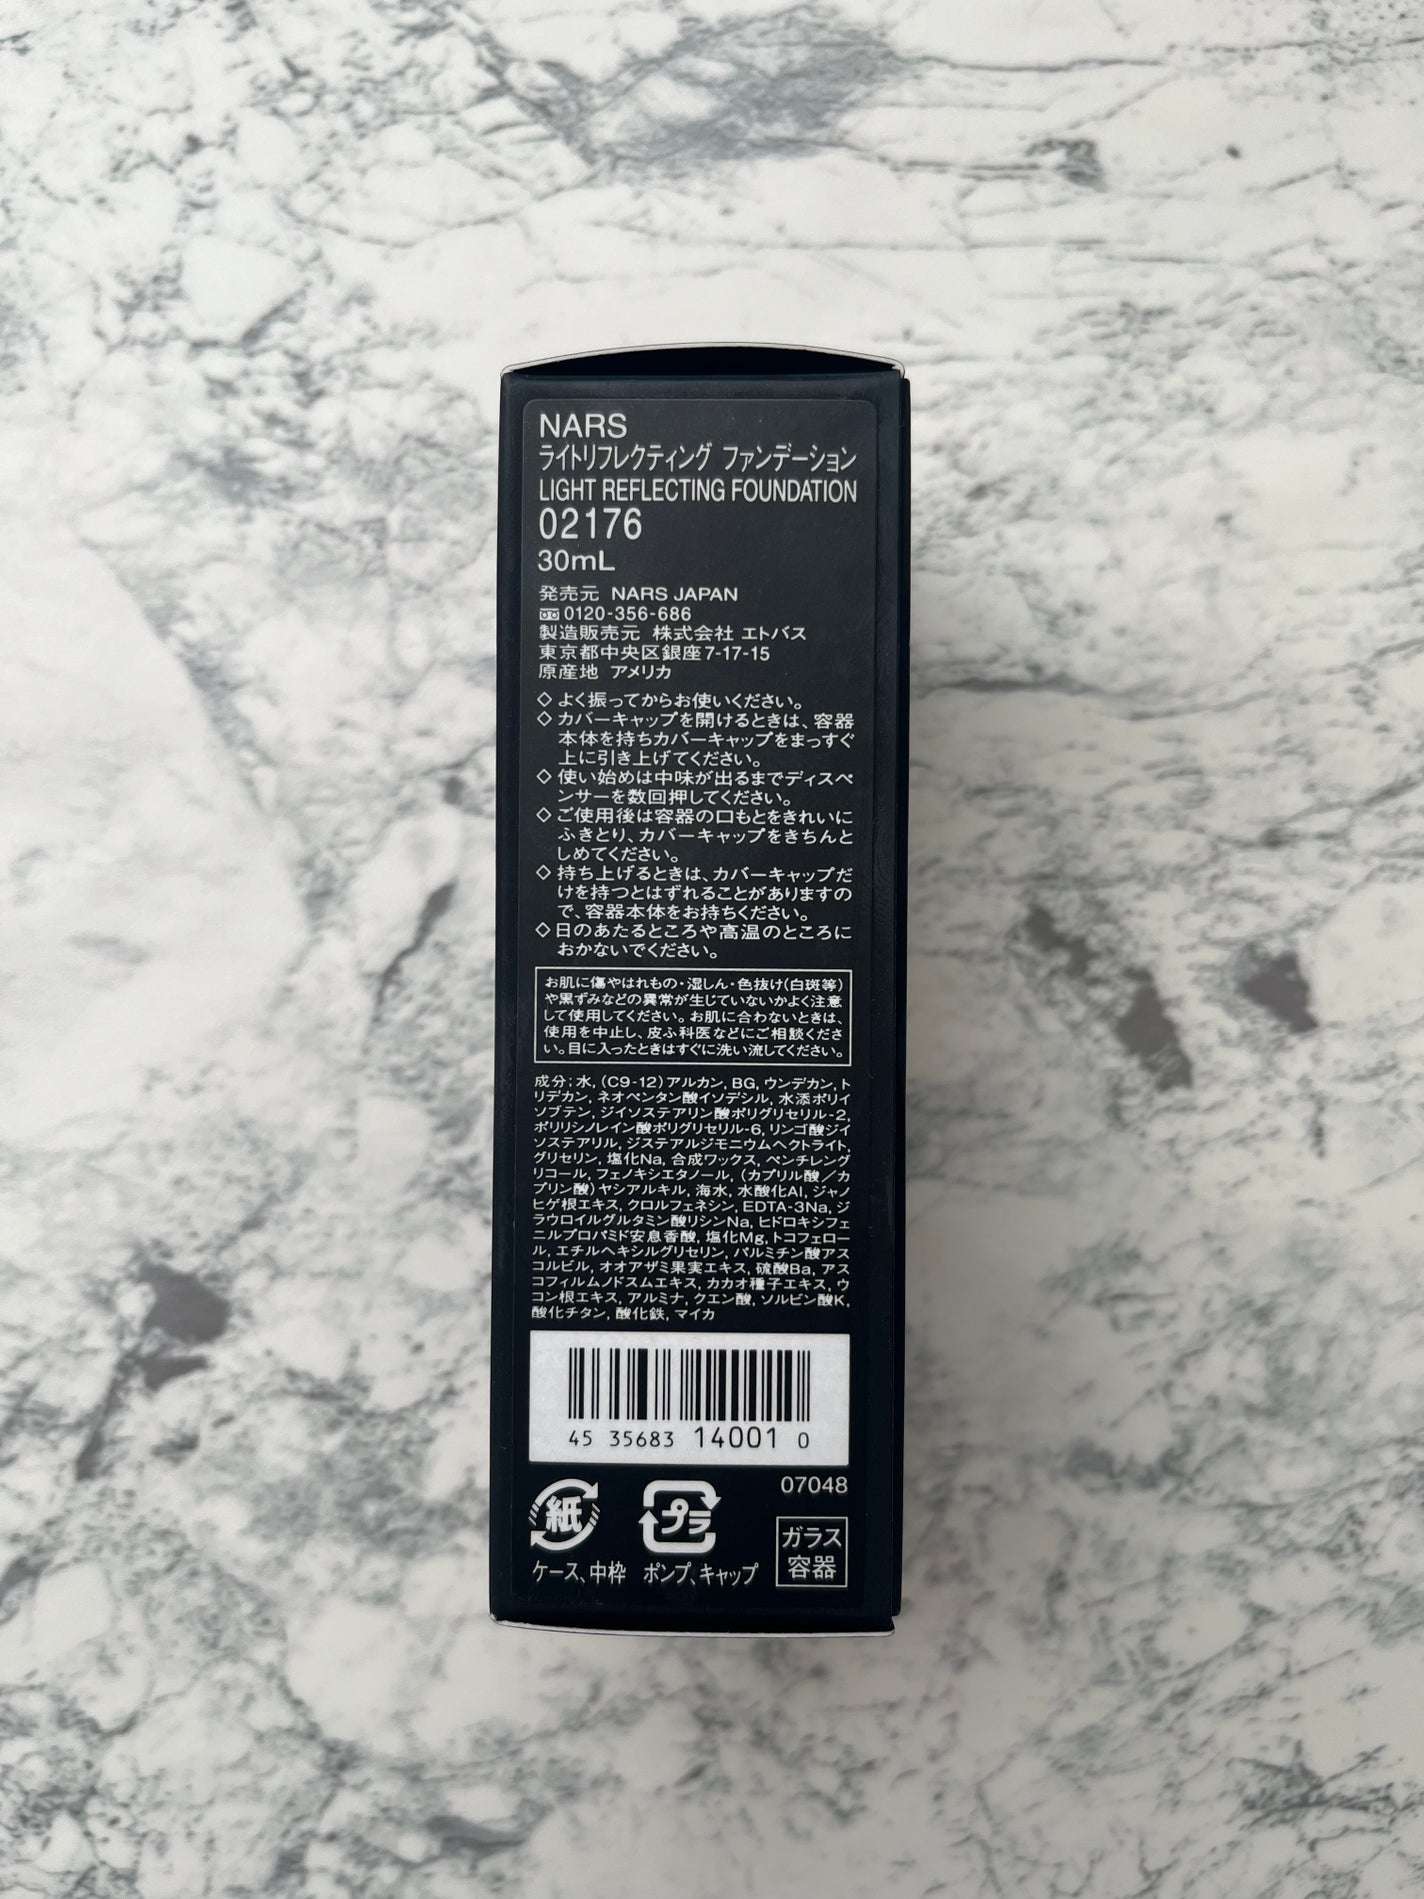 NARS
ライトリフレクティング ファンデーション
LIGHT REFLECTING FOUNDATION
02176
30mL
発売元 NARS JAPAN
0120-356-686
製造販売元 株式会社 エトバス
東京都中央区銀座7-17-15
原産地 アメリカ
◇よく振ってからお使いください。
◇カバーキャップを開けるときは、容器
本体を持ちカバーキャップをまっすぐ
上に引き上げてください。
◇使い始めは中味が出るまでディスペ
ンサーを数回押してください。
◇ご使用後は容器の口もとをきれいに
ふきとり、カバーキャップをきちんと
しめてください。
◇持ち上げるときは、カバーキャップだ
けを持つとはずれることがありますの
で、容器本体をお持ちください。
◇日のあたるところや高温のところに
おかないでください。
お肌に傷やはれもの・湿しん・色抜け(白斑等)
や黒ずみなどの異常が生じていないかよく注意
して使用してください。お肌に合わないときは、
使用を中止し、皮ふ科医などにご相談くださ
い。目に入ったときはすぐに洗い流してください。
成分;水, (C9-12)アルカン, BG, ウンデカン, ト
リデカン, ネオペンタン酸イソデシル, 水添ポリイ
ソブテン, ジイソステアリン酸ポリグリセリル-2,
ポリリシノレイン酸ポリグリセリル-6, リンゴ酸ジイ
ソステアリル, ジステアルジモニウムヘクトライト,
グリセリン, 塩化Na, 合成ワックス, ペンチレング
リコール, フェノキシエタノール, (カプリル酸/カ
プリン酸)ヤシアルキル, 海水, 水酸化Al, ジャノ
ヒゲ根エキス, クロルフェネシン, EDTA-3Na, ジ
ラウロイルグルタミン酸リシンNa, ヒドロキシフェ
ニルプロパミド安息香酸, 塩化Mg, トコフェロー
ル, エチルヘキシルグリセリン, パルミチン酸アス
コルビル, オオアザミ果実エキス, 硫酸Ba, アス
コフィルムノドスムエキス, カカオ種子エキス, ウ
コン根エキス, アルミナ, クエン酸, ソルビン酸K,
酸化チタン, 酸化鉄, マイカ
45 35683 14001 0
07048
紙 プラ ガラス
容器
ケース、中枠 ポンプ、キャップ